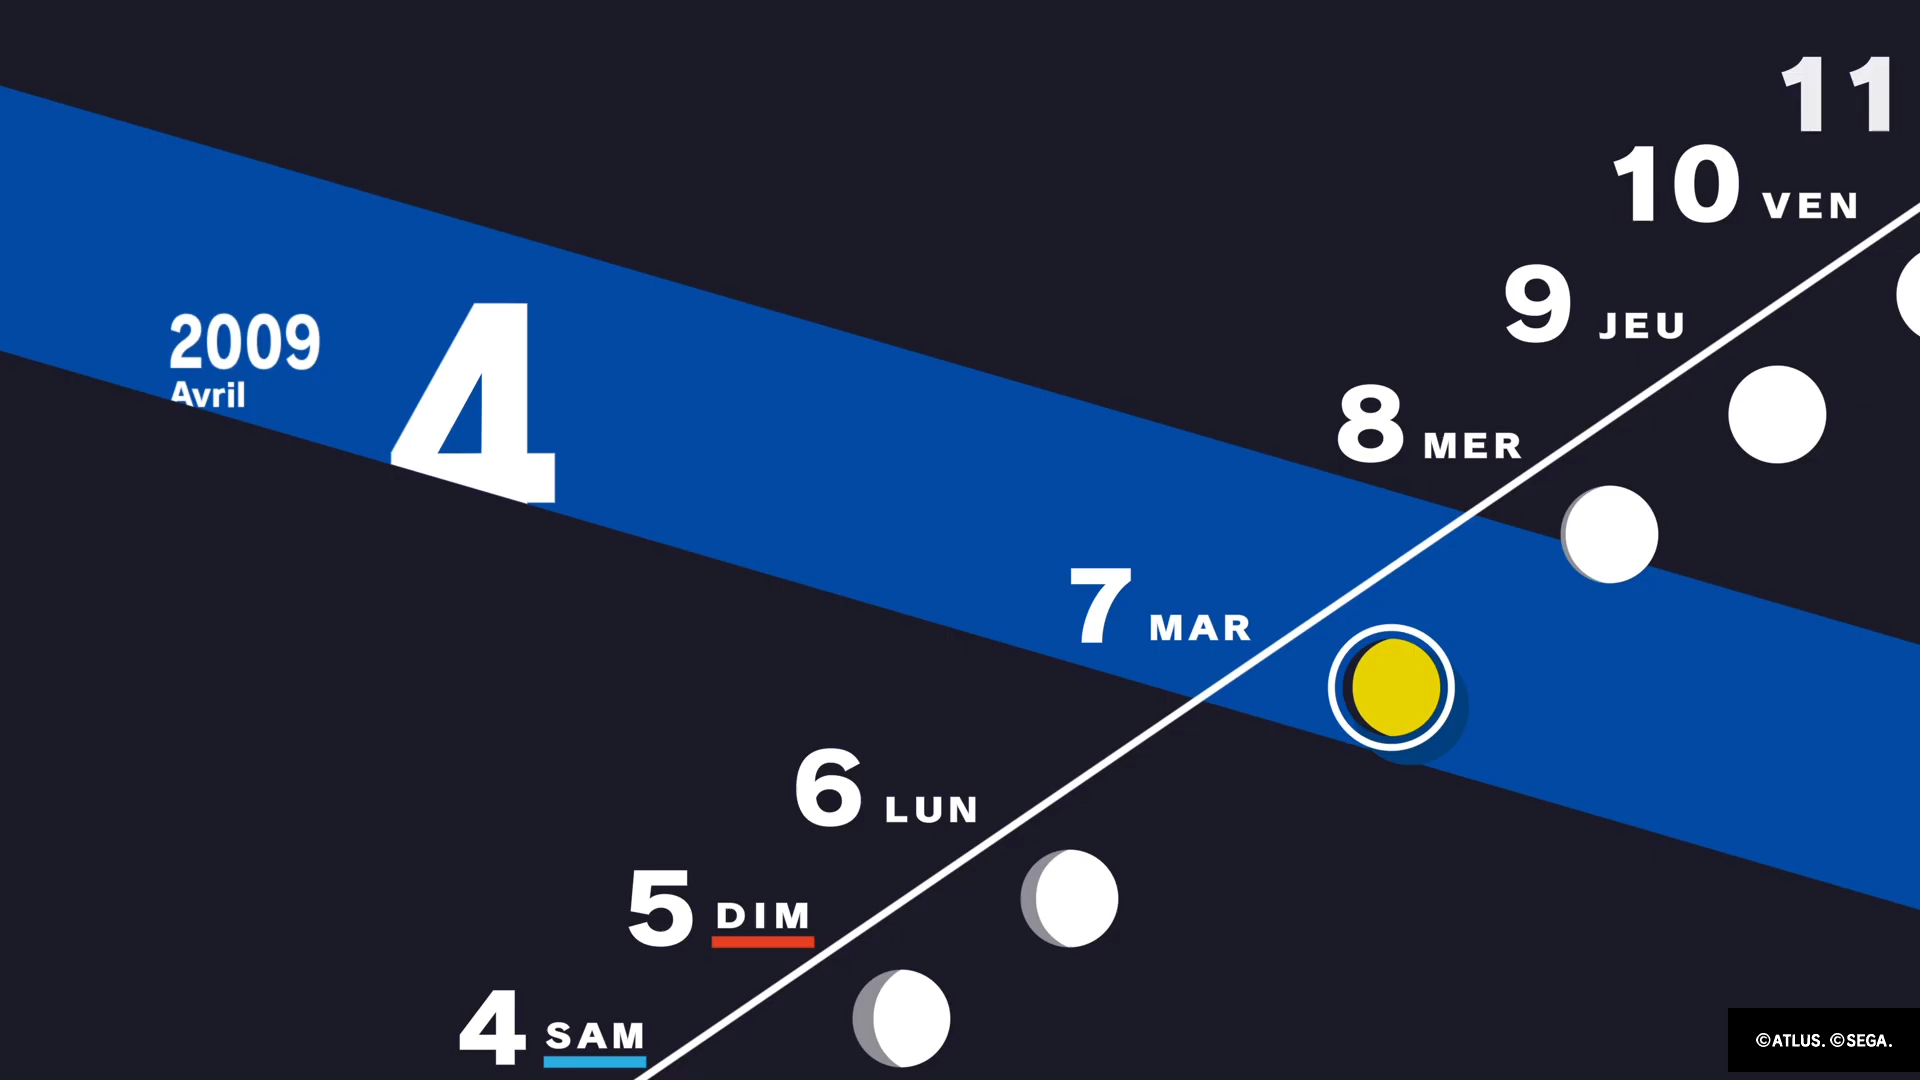 11
10 VEN
9 JEU
2009
Avril
4
8 MER
7 MAR
6 LUN
5 DIM
4 SAM
©ATLUS. ©SEGA.